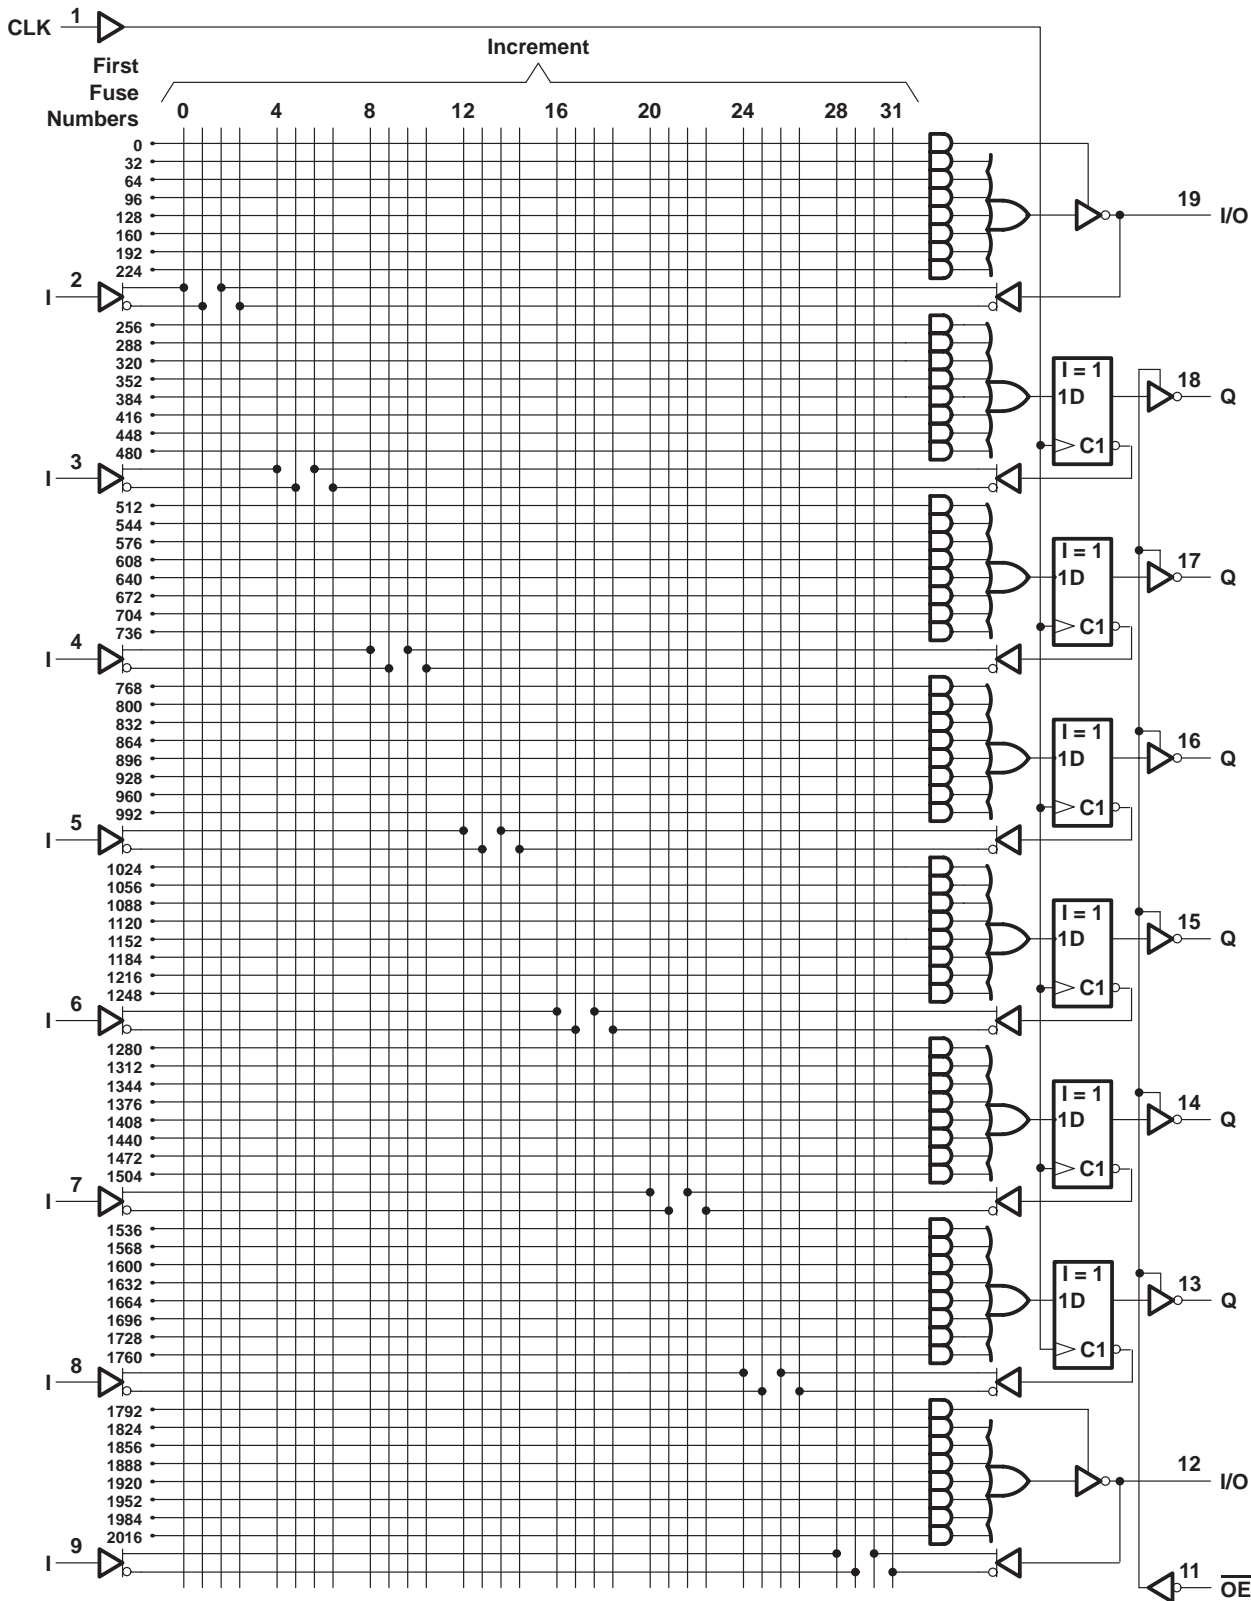 CLK 1
Increment
First
Fuse
Numbers
0 4 8 12 16 20 24 28 31
0
32
64
96
128
160
192
224
19 I/O
I 2
256
288
320
352
384
416
448
480
I = 1
1D
C1
18 Q
I 3
512
544
576
608
640
672
704
736
I = 1
1D
C1
17 Q
I 4
768
800
832
864
896
928
960
992
I = 1
1D
C1
16 Q
I 5
1024
1056
1088
1120
1152
1184
1216
1248
I = 1
1D
C1
15 Q
I 6
1280
1312
1344
1376
1408
1440
1472
1504
I = 1
1D
C1
14 Q
I 7
1536
1568
1600
1632
1664
1696
1728
1760
I = 1
1D
C1
13 Q
I 8
1792
1824
1856
1888
1920
1952
1984
2016
12 I/O
I 9
11 OE